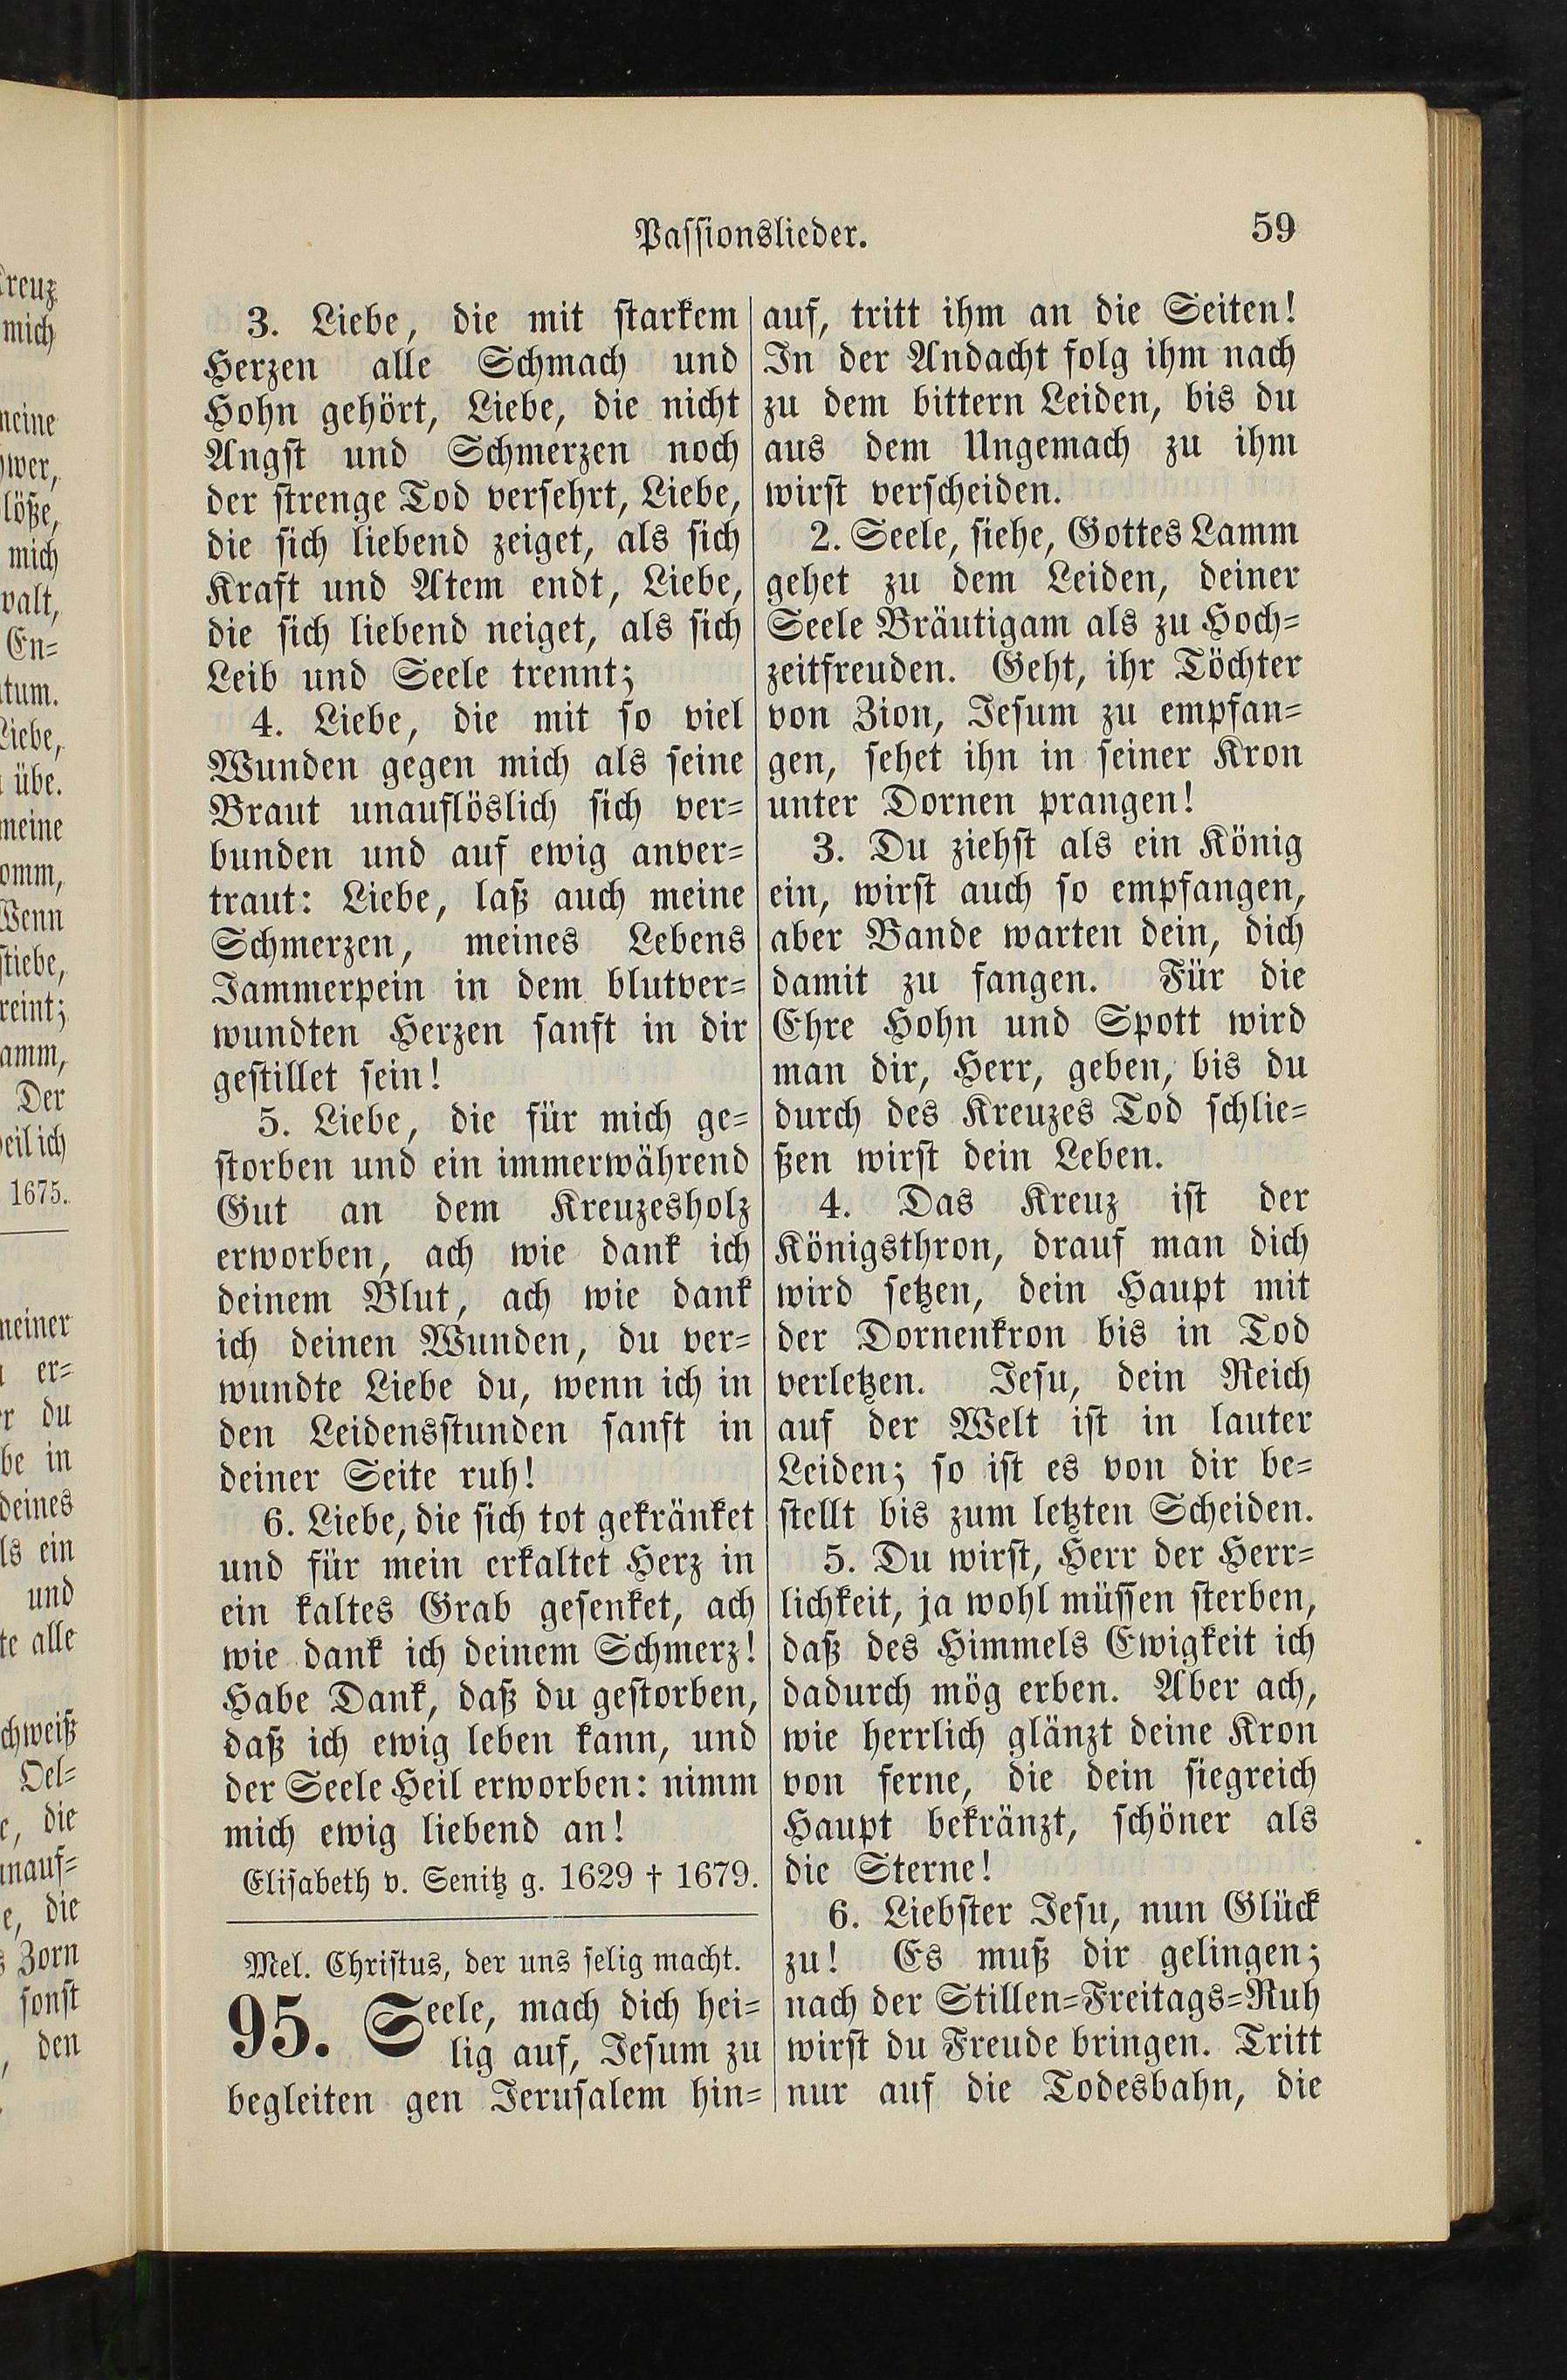 Passionslieder. 59
3. Liebe, die mit starkem
Herzen alle Schmach und
Hohn gehört, Liebe, die nicht
Angst und Schmerzen noch
der strenge Tod versehrt, Liebe,
die sich liebend zeiget, als sich
Kraft und Atem endt, Liebe,
die sich liebend neiget, als sich
Leib und Seele trennt;
4. Liebe, die mit so viel
Wunden gegen mich als seine
Braut unauflöslich sich ver-
bunden und auf ewig anver-
traut: Liebe, laß auch meine
Schmerzen, meines Lebens
Jammerpein in dem blutver-
wundten Herzen sanft in dir
gestillet sein!
5. Liebe, die für mich ge-
storben und ein immerwährend
Gut an dem Kreuzesholz
erworben, ach wie dank ich
deinem Blut, ach wie dank
ich deinen Wunden, du ver-
wundte Liebe du, wenn ich in
den Leidensstunden sanft in
deiner Seite ruh!
6. Liebe, die sich tot gekränket
und für mein erkaltet Herz in
ein kaltes Grab gesenket, ach
wie dank ich deinem Schmerz!
Habe Dank, daß du gestorben,
daß ich ewig leben kann, und
der Seele Heil erworben: nimm
mich ewig liebend an!
Elisabeth v. Senitz g. 1629 † 1679.
Mel. Christus, der uns selig macht.
95. Seele, mach dich hei-
lig auf, Jesum zu
begleiten gen Jerusalem hin-
auf, tritt ihm an die Seiten!
In der Andacht folg ihm nach
zu dem bittern Leiden, bis du
aus dem Ungemach zu ihm
wirst verscheiden.
2. Seele, siehe, Gottes Lamm
gehet zu dem Leiden, deiner
Seele Bräutigam als zu Hoch-
zeitfreuden. Geht, ihr Töchter
von Zion, Jesum zu empfan-
gen, sehet ihn in seiner Kron
unter Dornen prangen!
3. Du ziehst als ein König
ein, wirst auch so empfangen,
aber Bande warten dein, dich
damit zu fangen. Für die
Ehre Hohn und Spott wird
man dir, Herr, geben, bis du
durch des Kreuzes Tod schlie-
ßen wirst dein Leben.
4. Das Kreuz ist der
Königsthron, drauf man dich
wird setzen, dein Haupt mit
der Dornenkron bis in Tod
verletzen. Jesu, dein Reich
auf der Welt ist in lauter
Leiden; so ist es von dir be-
stellt bis zum letzten Scheiden.
5. Du wirst, Herr der Herr-
lichkeit, ja wohl müssen sterben,
daß des Himmels Ewigkeit ich
dadurch mög erben. Aber ach,
wie herrlich glänzt deine Kron
von ferne, die dein siegreich
Haupt bekränzt, schöner als
die Sterne!
6. Liebster Jesu, nun Glück
zu! Es muß dir gelingen;
nach der Stillen-Freitags-Ruh
wirst du Freude bringen. Tritt
nur auf die Todesbahn, die